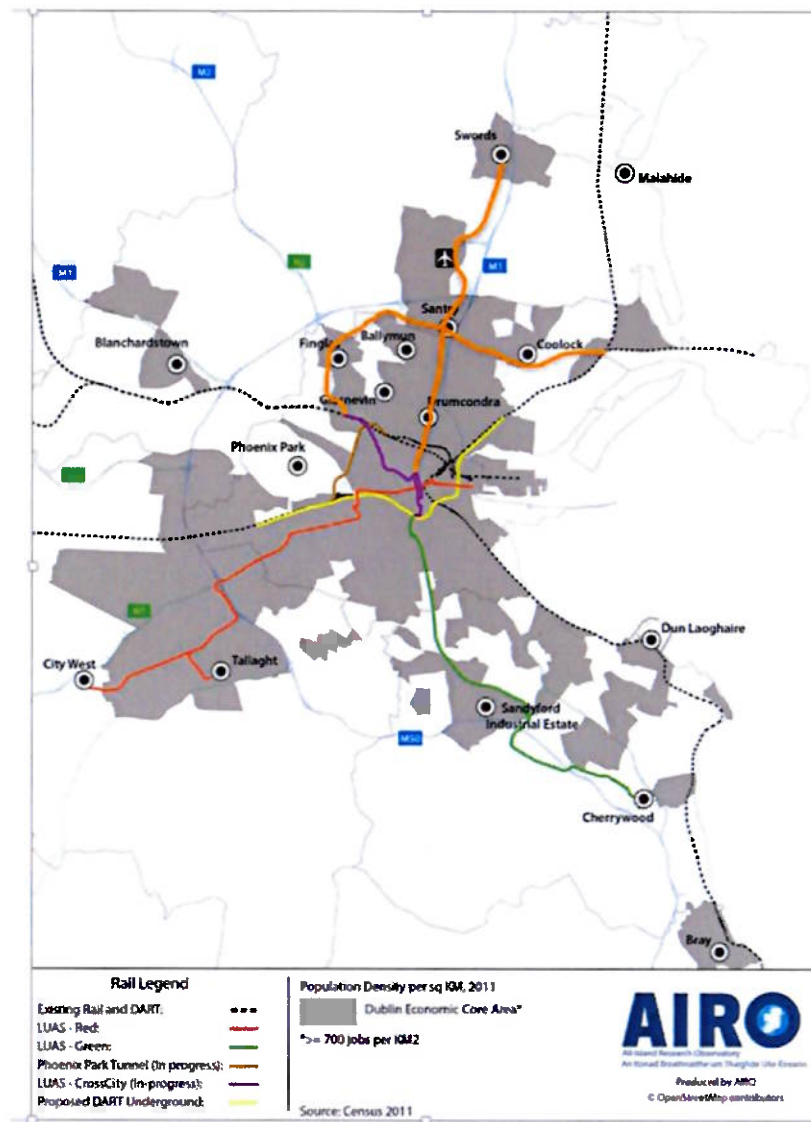 M2
Swords
Malahide
M1
Santry
Ballymun
Coolock
Blanchardstown
Glasnevin
Drumcondra
Phoenix Park
Dun Laoghaire
City West
Tallaght
Sandyford
Industrial Estate
M50
Cherrywood
Bray
Rail Legend
Existing Rail and DART:
LUAS - Red:
LUAS - Green:
Phoenix Park Tunnel (In progress):
LUAS - CrossCity (In-progress):
Proposed DART Underground:
Population Density per sq KM, 2011
Dublin Economic Core Area*
*>= 700 jobs per KM2
Source: Census 2011
AIRO
All-Island Research Observatory
Produced by AIRO
© OpenStreetMap contributors